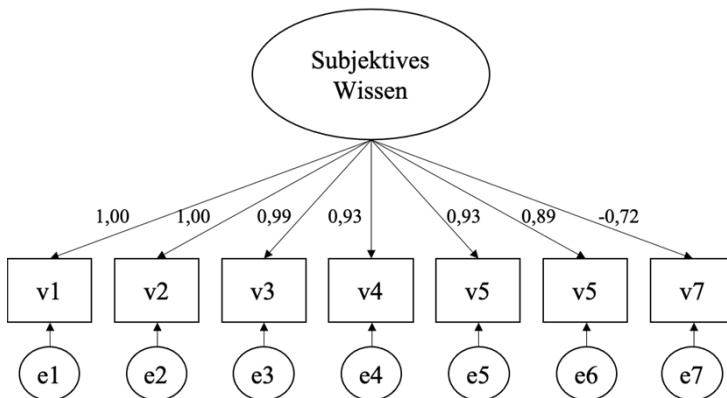 Subjektives
Wissen
1,00 1,00 0,99 0,93 0,93 0,89 -0,72
v1 v2 v3 v4 v5 v5 v7
e1 e2 e3 e4 e5 e6 e7